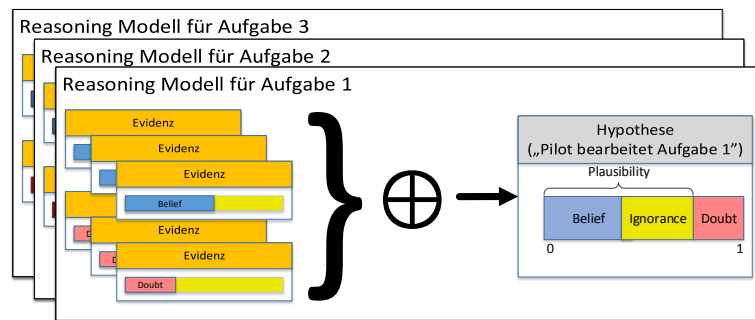 Reasoning Modell für Aufgabe 3
Reasoning Modell für Aufgabe 2
Reasoning Modell für Aufgabe 1
Evidenz
Evidenz
Evidenz
Belief
Evidenz
Evidenz
Doubt
Hypothese
(„Pilot bearbeitet Aufgabe 1”)
Plausibility
Belief Ignorance Doubt
0 1